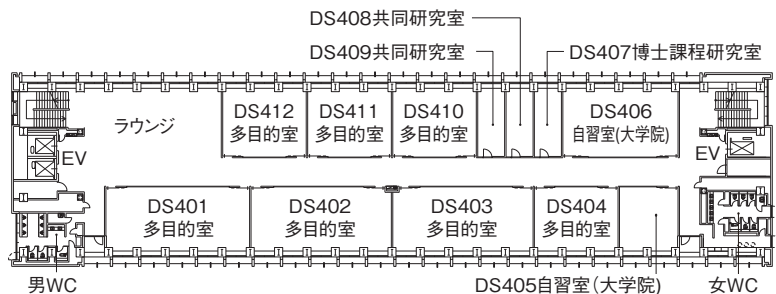 DS408共同研究室
DS409共同研究室
DS407博士課程研究室
ラウンジ
DS412
多目的室
DS411
多目的室
DS410
多目的室
DS406
自習室(大学院)
EV
EV
DS401
多目的室
DS402
多目的室
DS403
多目的室
DS404
多目的室
男WC
DS405自習室(大学院)
女WC